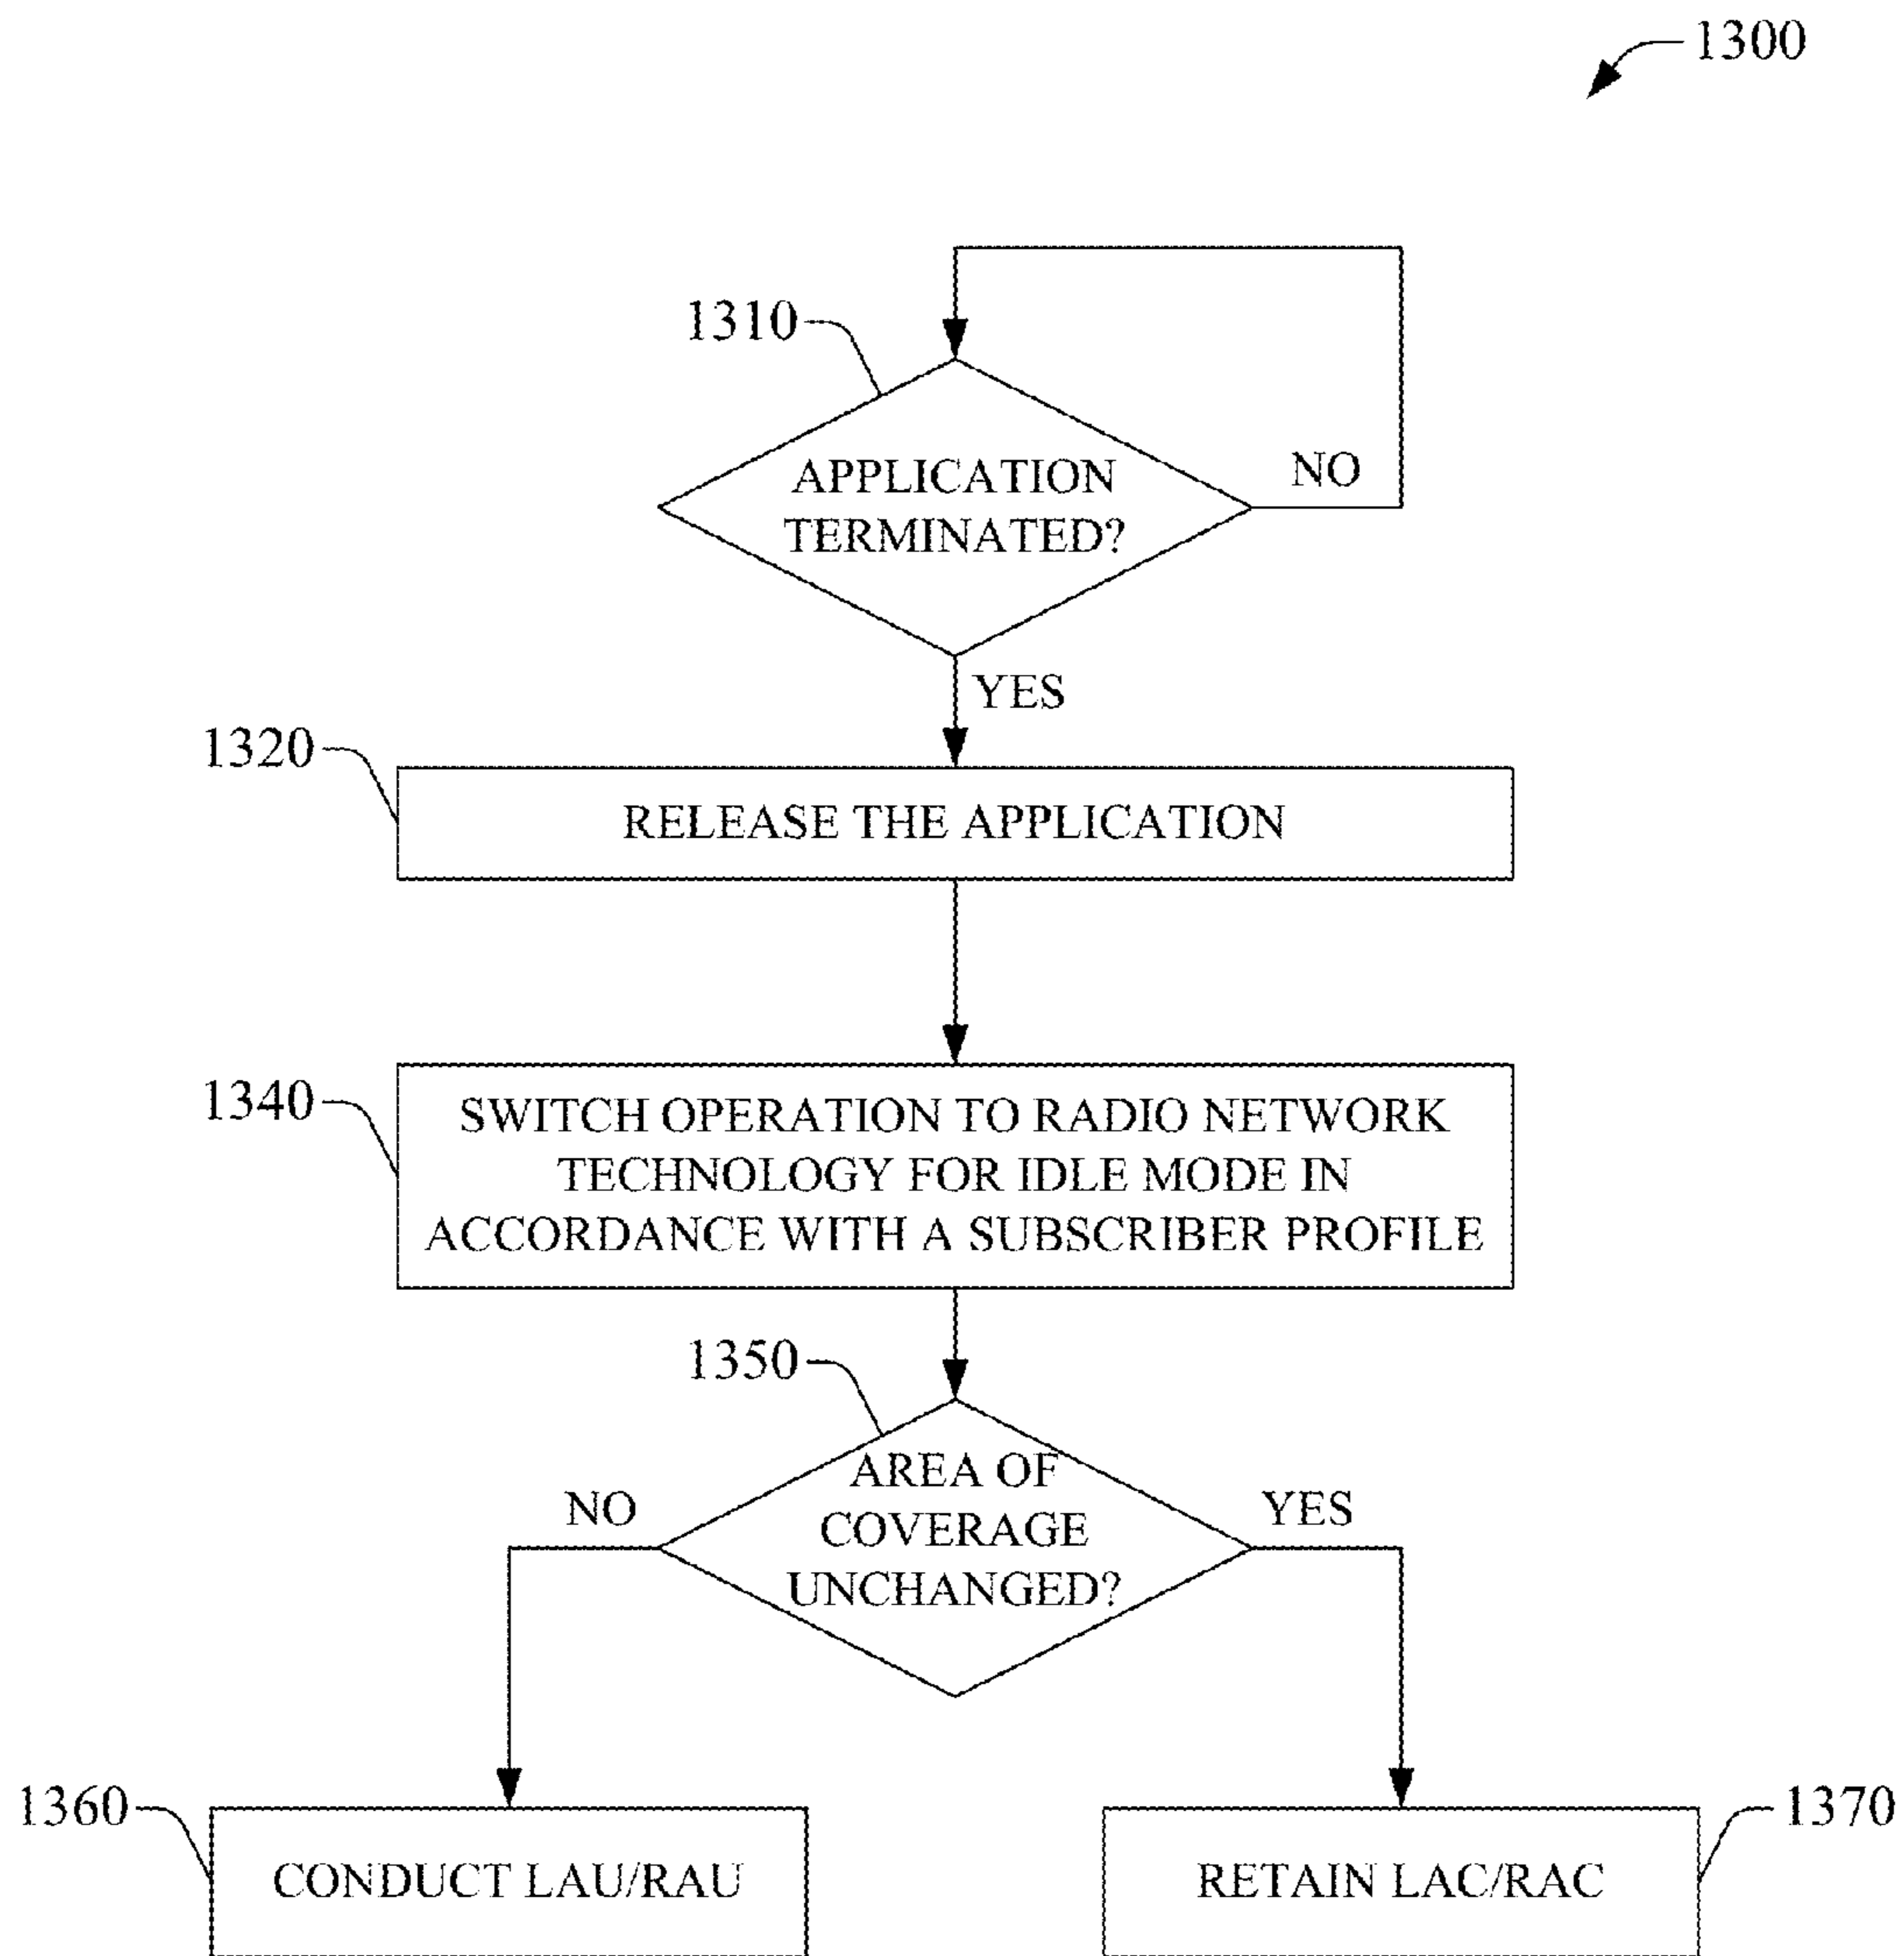 1300
1310
APPLICATION
TERMINATED?
NO
YES
1320
RELEASE THE APPLICATION
1340
SWITCH OPERATION TO RADIO NETWORK
TECHNOLOGY FOR IDLE MODE IN
ACCORDANCE WITH A SUBSCRIBER PROFILE
1350
AREA OF
COVERAGE
UNCHANGED?
NO
YES
1360
CONDUCT LAU/RAU
RETAIN LAC/RAC
1370